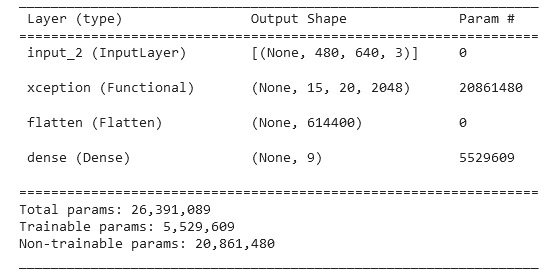 Layer (type) Output Shape Param #
input_2 (InputLayer) [(None, 480, 640, 3)] 0
xception (Functional) (None, 15, 20, 2048) 20861480
flatten (Flatten) (None, 614400) 0
dense (Dense) (None, 9) 5529609
Total params: 26,391,089
Trainable params: 5,529,609
Non-trainable params: 20,861,480